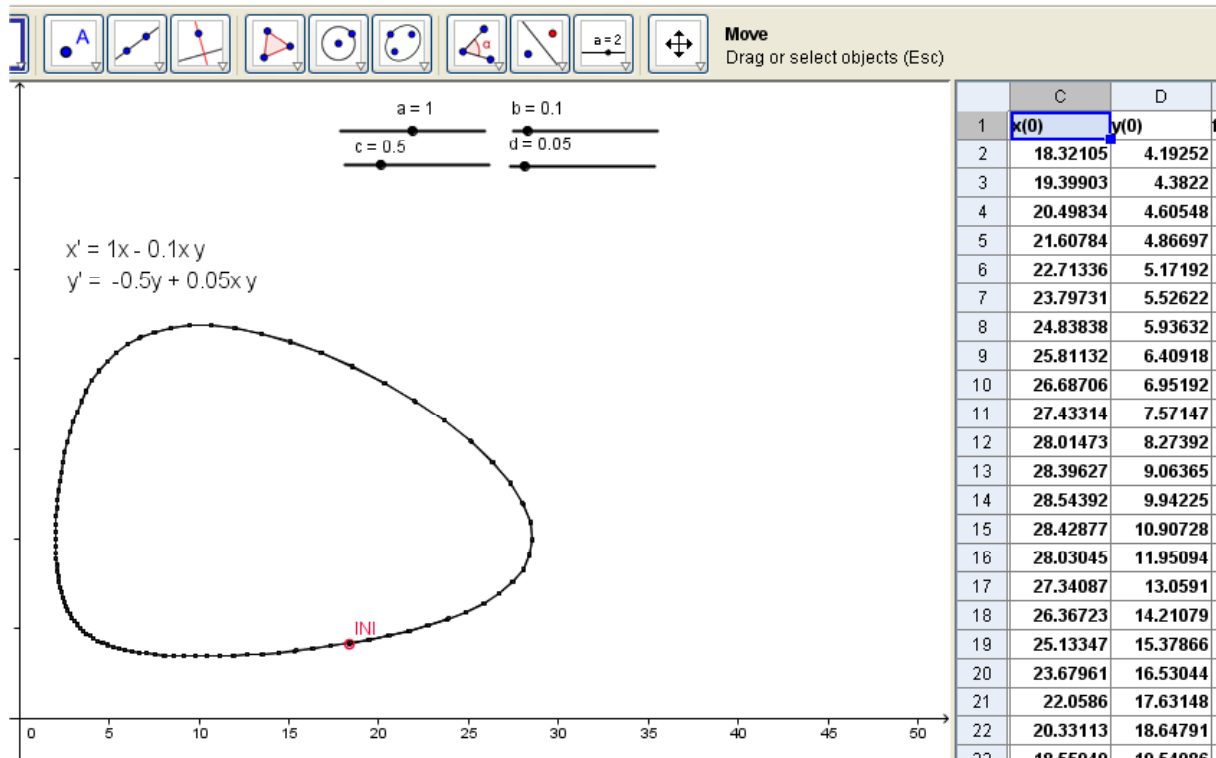 A
α
a = 2
Move
Drag or select objects (Esc)
a = 1
b = 0.1
c = 0.5
d = 0.05
x' = 1x - 0.1x y
y' = -0.5y + 0.05x y
INI
0 5 10 15 20 25 30 35 40 45 50
C D
1 x(0) y(0)
2 18.32105 4.19252
3 19.39903 4.3822
4 20.49834 4.60548
5 21.60784 4.86697
6 22.71336 5.17192
7 23.79731 5.52622
8 24.83838 5.93632
9 25.81132 6.40918
10 26.68706 6.95192
11 27.43314 7.57147
12 28.01473 8.27392
13 28.39627 9.06365
14 28.54392 9.94225
15 28.42877 10.90728
16 28.03045 11.95094
17 27.34087 13.0591
18 26.36723 14.21079
19 25.13347 15.37866
20 23.67961 16.53044
21 22.0586 17.63148
22 20.33113 18.64791